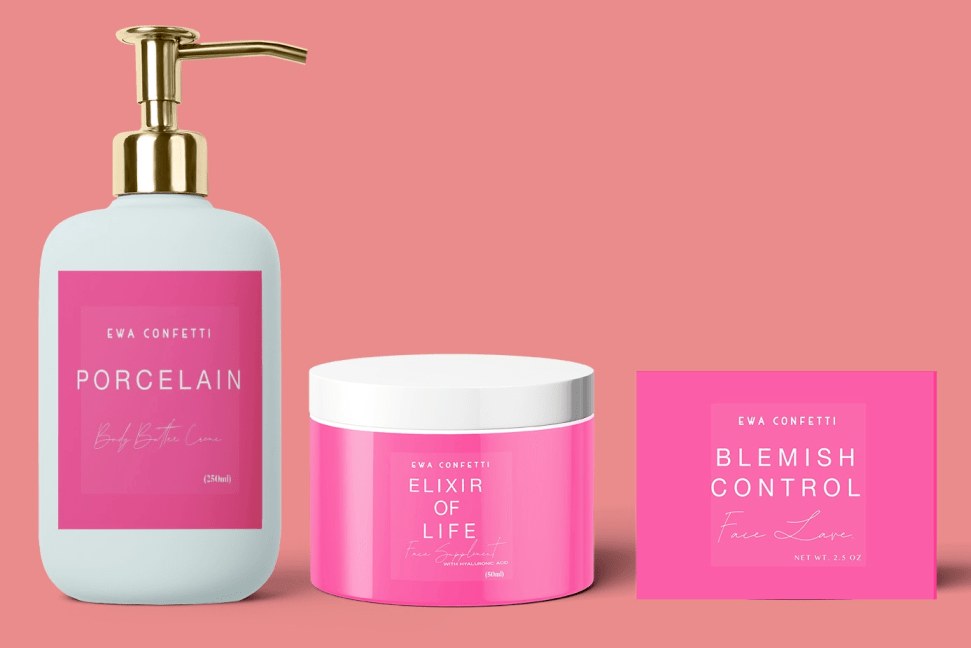 EWA CONFETTI
PORCELAIN
Body Butter Creme
(250ml)
EWA CONFETTI
ELIXIR
OF
LIFE
Face Supplement
WITH HYALURONIC ACID
(50ml)
EWA CONFETTI
BLEMISH
CONTROL
Face Lave
NET WT. 2.5 OZ